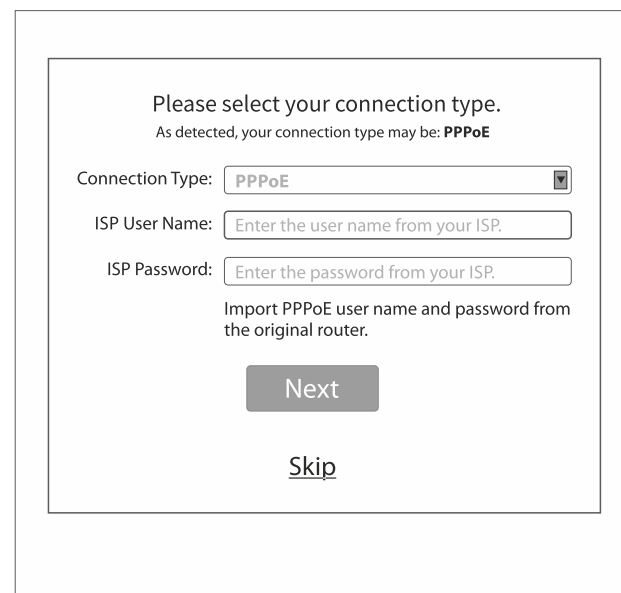 Please select your connection type.
As detected, your connection type may be: PPPoE
Connection Type: PPPoE
ISP User Name: Enter the user name from your ISP.
ISP Password: Enter the password from your ISP.
Import PPPoE user name and password from
the original router.
Next
Skip